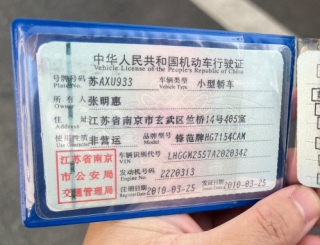 中华人民共和国机动车行驶证
Vehicle License of the People's Republic of China
号牌号码 苏AXU933 车辆类型 小型轿车
Plate No. Vehicle Type
所有人 张明惠
Owner
住址 江苏省南京市玄武区竺桥14号405室
Address
使用性质 非营运 品牌型号 锋范牌HG7154CAM
Use Character Model
江苏省南京市公安局交通管理局
车辆识别代号 LHGGM2557A2020342
VIN
发动机号码 2220313
Engine No.
注册日期 2010-03-25 发证日期 2010-03-25
Register Date Issue Date